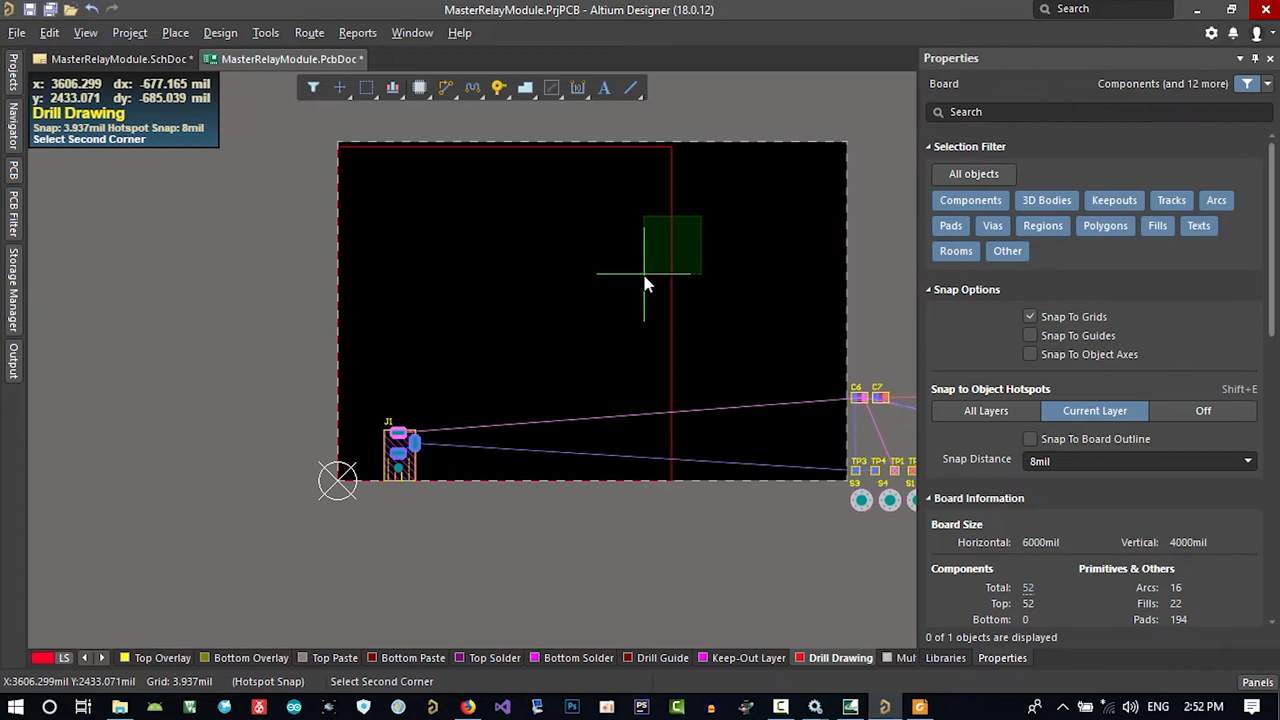 MasterRelayModule.PrjPCB - Altium Designer (18.0.12)
Search
File Edit View Project Place Design Tools Route Reports Window Help
MasterRelayModule.SchDoc *
MasterRelayModule.PcbDoc *
Projects
Navigator
PCB
PCB Filter
Storage Manager
Output
x: 3606.299 dx: -677.165 mil
y: 2433.071 dy: -685.039 mil
Drill Drawing
Snap: 3.937mil Hotspot Snap: 8mil
Select Second Corner
J1
C6 C7
TP3 TP4 TP1
S3 S4
Properties
Board
Components (and 12 more)
Search
Selection Filter
All objects
Components 3D Bodies Keepouts Tracks Arcs
Pads Vias Regions Polygons Fills Texts
Rooms Other
Snap Options
Snap To Grids
Snap To Guides
Snap To Object Axes
Snap to Object Hotspots Shift+E
All Layers Current Layer Off
Snap To Board Outline
Snap Distance 8mil
Board Information
Board Size
Horizontal: 6000mil Vertical: 4000mil
Components Primitives & Others
Total: 52 Arcs: 16
Top: 52 Fills: 22
Bottom: 0 Pads: 194
0 of 1 objects are displayed
LS Top Overlay Bottom Overlay Top Paste Bottom Paste Top Solder Bottom Solder Drill Guide Keep-Out Layer Drill Drawing Mul
Libraries Properties
X:3606.299mil Y:2433.071mil Grid: 3.937mil (Hotspot Snap) Select Second Corner
Panels
ENG 2:52 PM